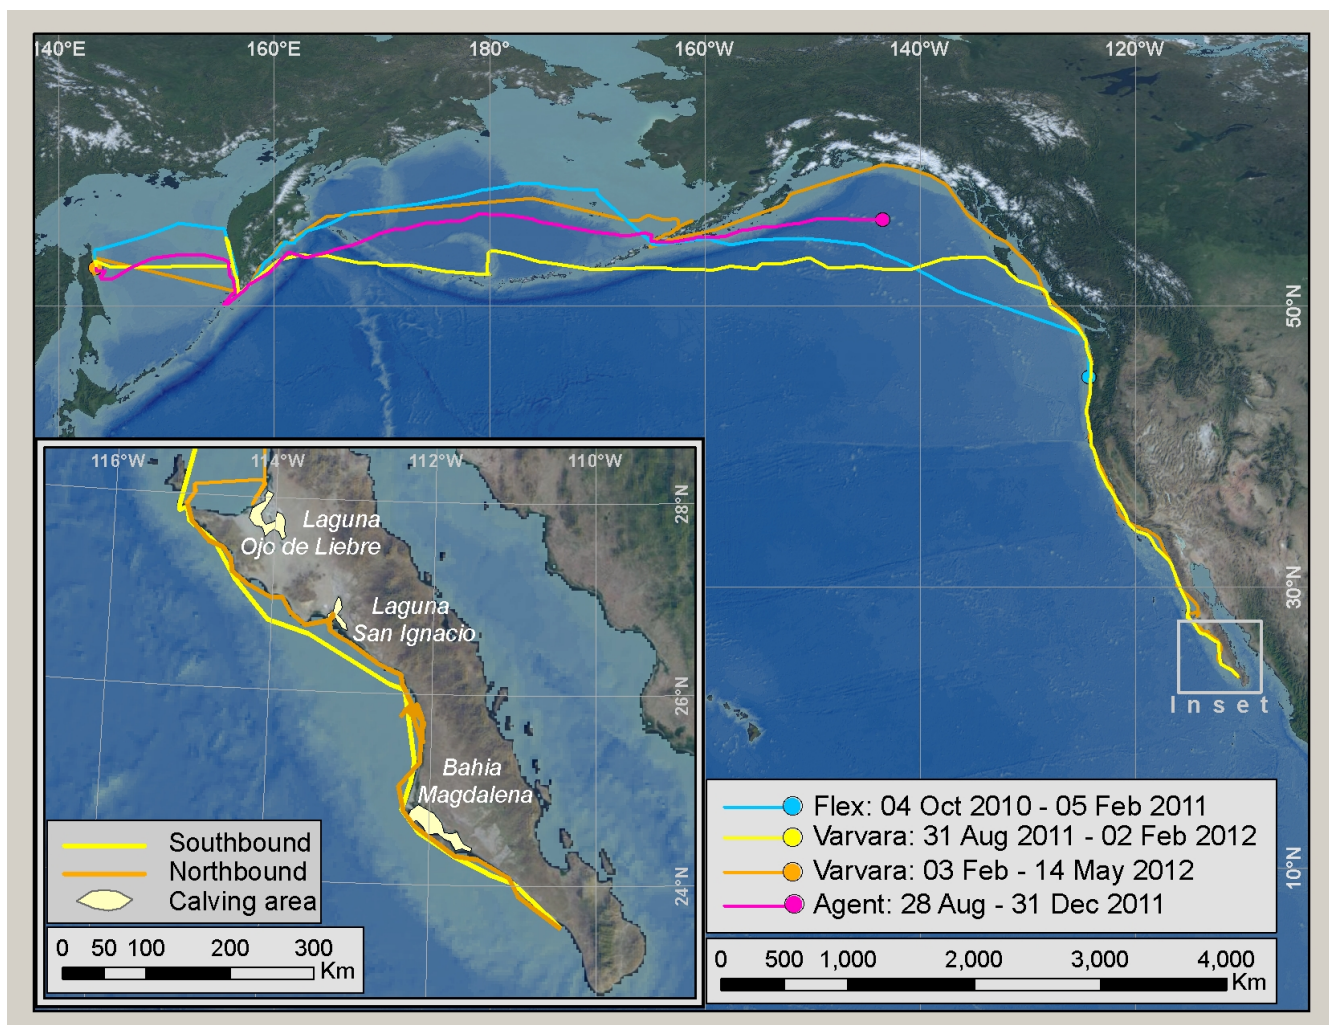 140°E 160°E 180° 160°W 140°W 120°W
50°N
30°N
10°N
Inset
116°W 114°W 112°W 110°W
28°N
26°N
24°N
Laguna
Ojo de Liebre
Laguna
San Ignacio
Bahia
Magdalena
Southbound
Northbound
Calving area
0 50 100 200 300
Km
Flex: 04 Oct 2010 - 05 Feb 2011
Varvara: 31 Aug 2011 - 02 Feb 2012
Varvara: 03 Feb - 14 May 2012
Agent: 28 Aug - 31 Dec 2011
0 500 1,000 2,000 3,000 4,000
Km